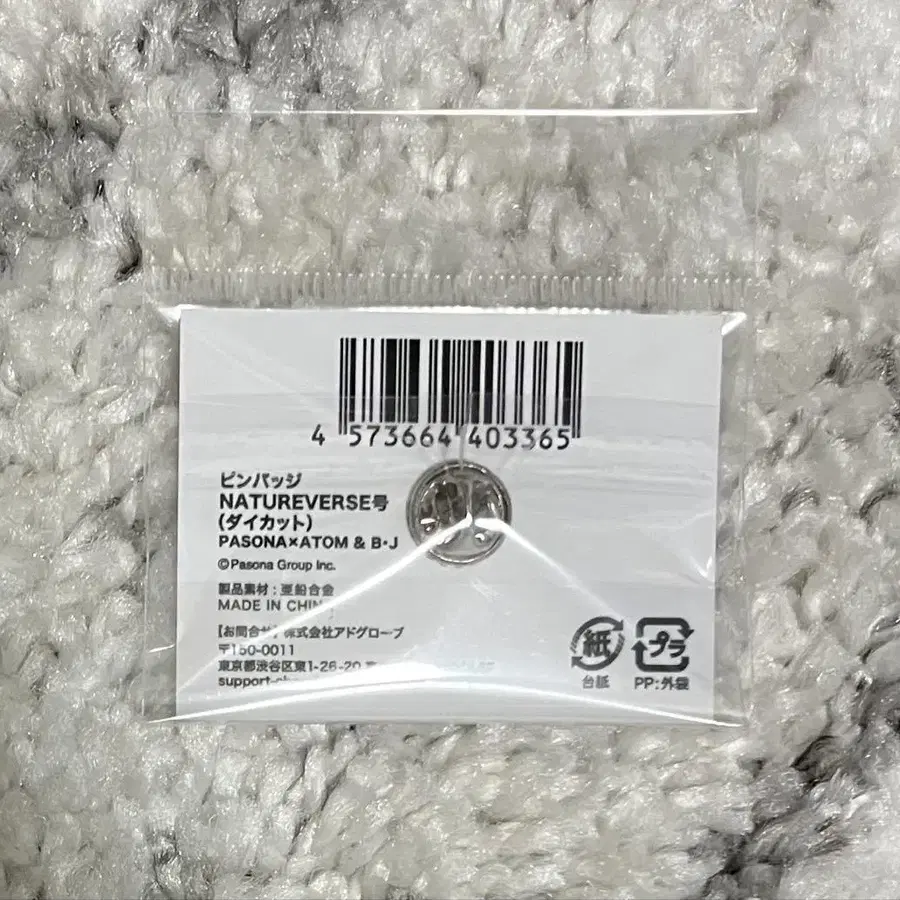 4 573664 403365
ピンバッジ
NATUREVERSE号
(ダイカット)
PASONA×ATOM & B・J
©Pasona Group Inc.
製品素材：亜鉛合金
MADE IN CHIN
【お問合せ】株式会社アドグローブ
〒150-0011
東京都渋谷区東1-26-20
紙
台紙
プラ
PP:外袋